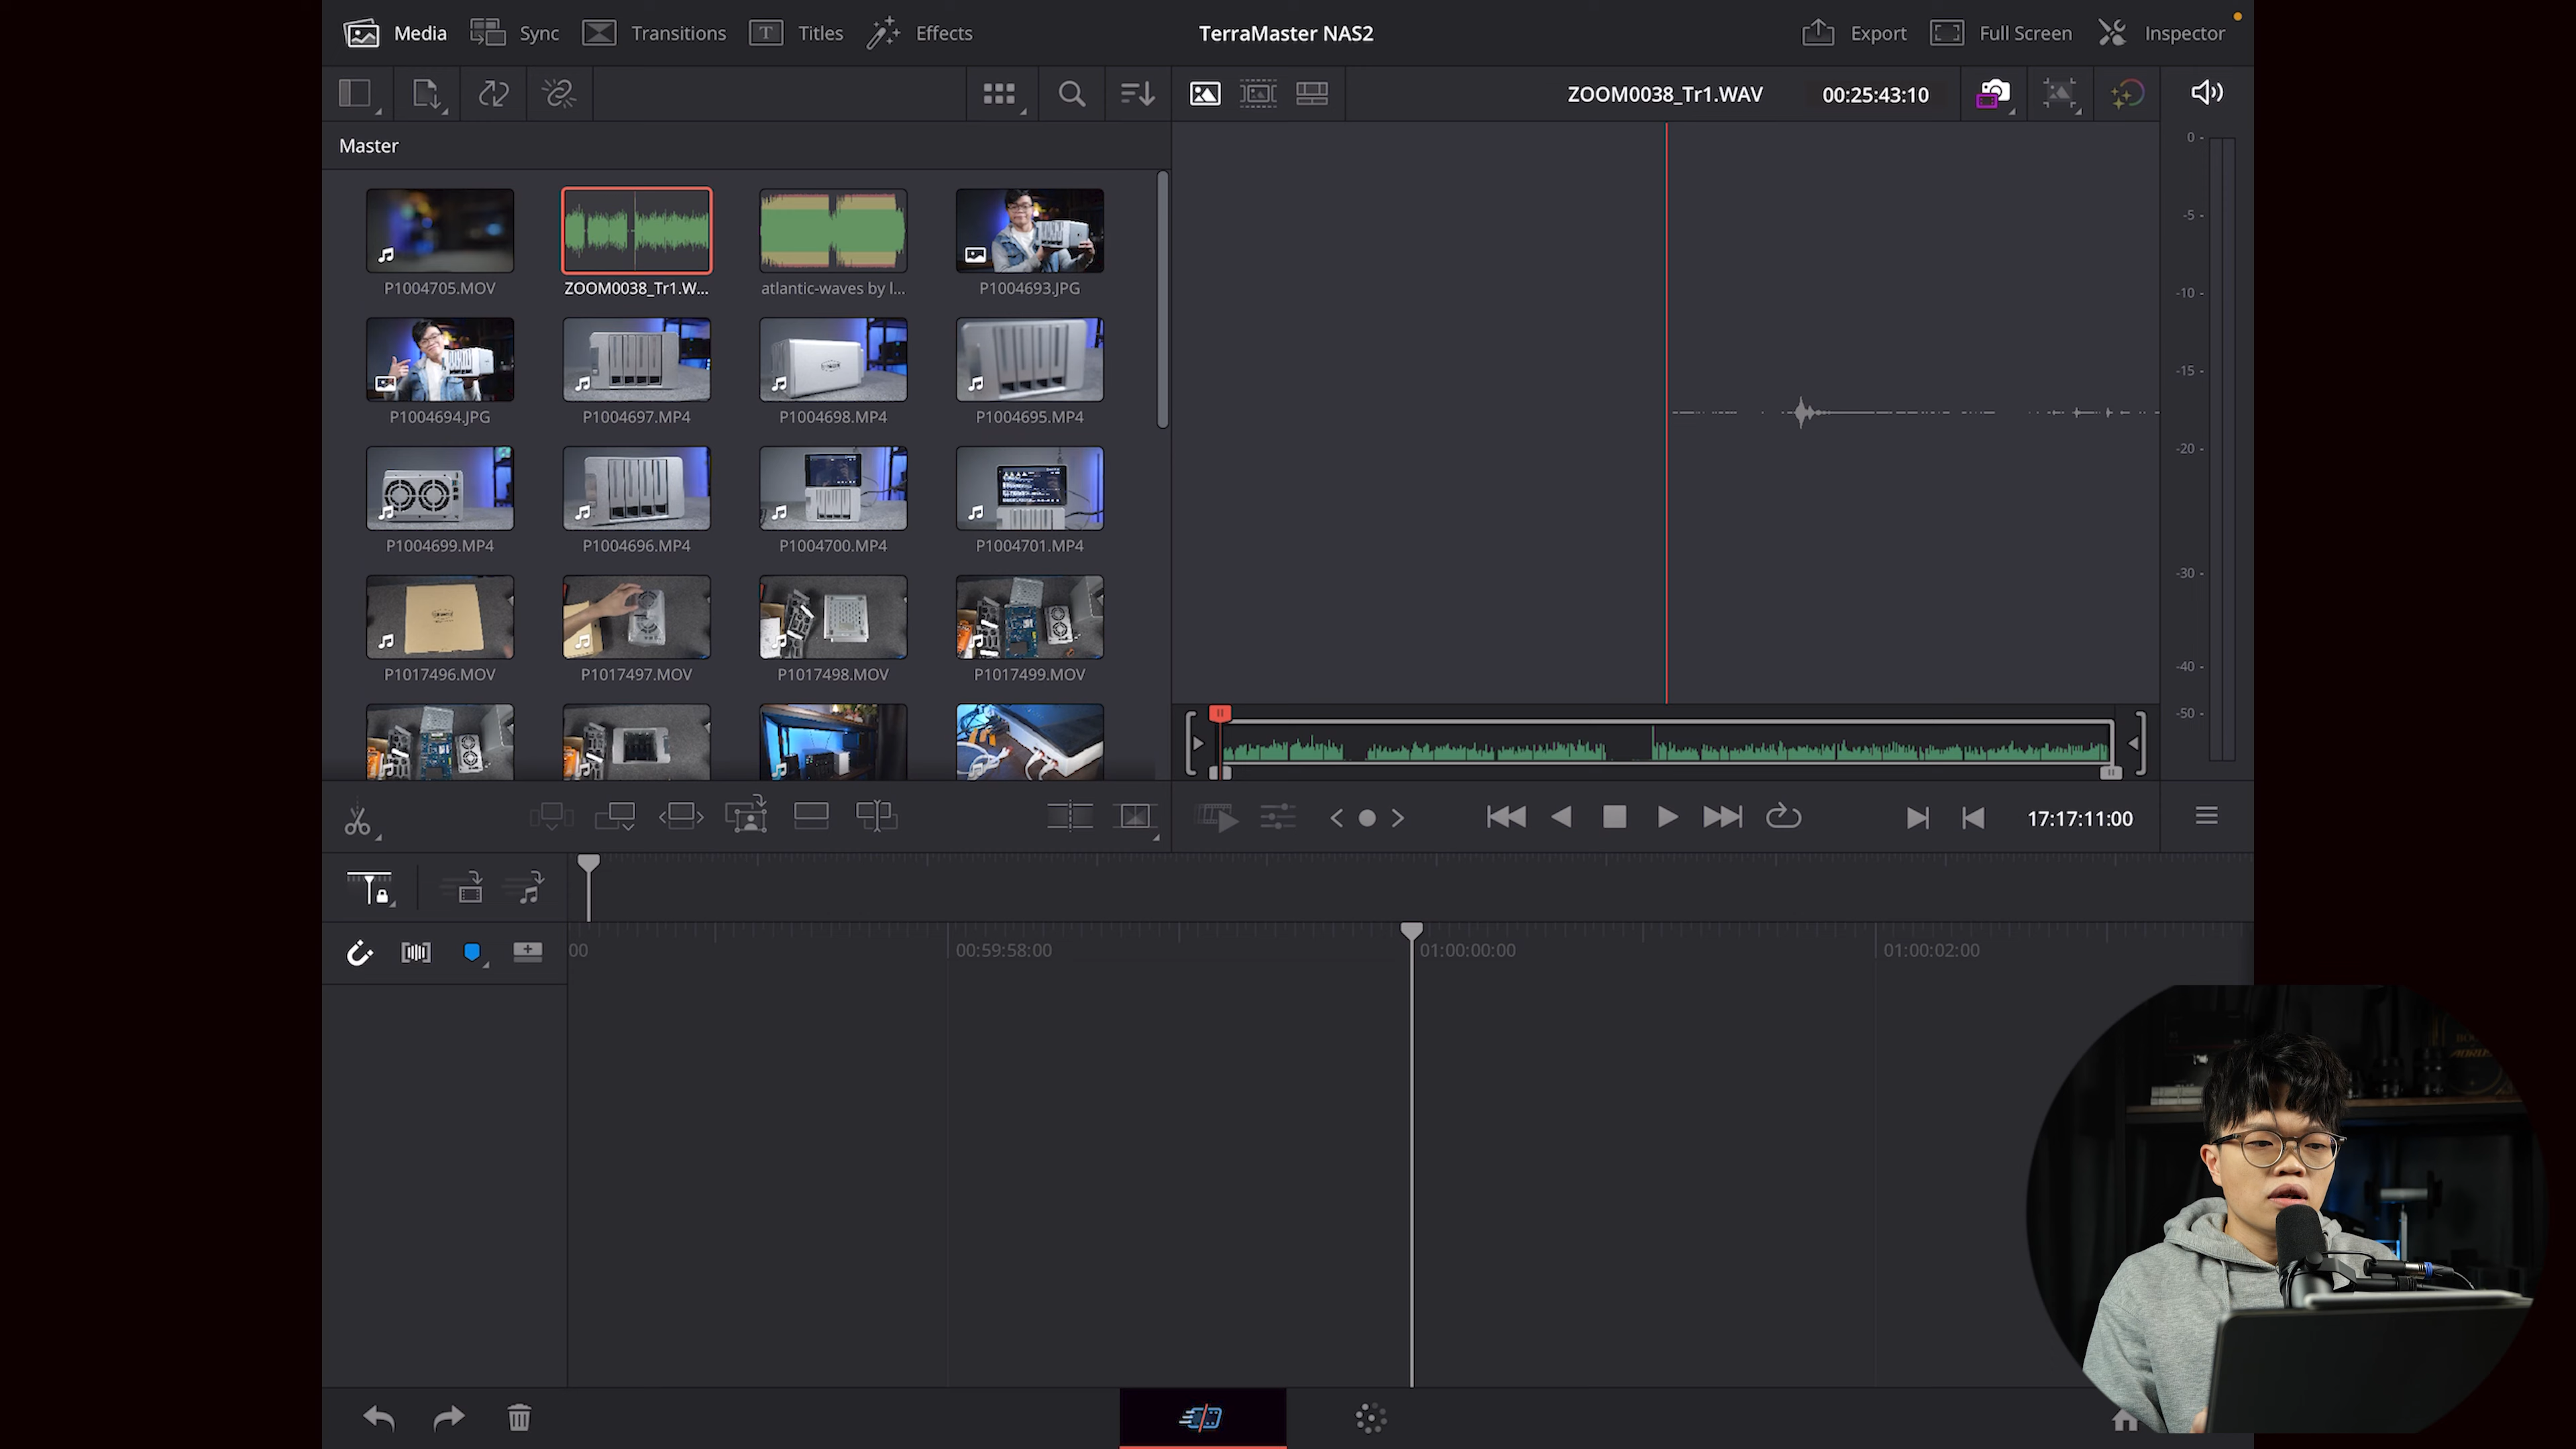 Media Sync Transitions Titles Effects TerraMaster NAS2 Export Full Screen Inspector
ZOOM0038_Tr1.WAV 00:25:43:10
Master
P1004705.MOV ZOOM0038_Tr1.W... atlantic-waves by l... P1004693.JPG
P1004694.JPG P1004697.MP4 P1004698.MP4 P1004695.MP4
P1004699.MP4 P1004696.MP4 P1004700.MP4 P1004701.MP4
P1017496.MOV P1017497.MOV P1017498.MOV P1017499.MOV
0
-5
-10
-15
-20
-30
-40
-50
17:17:11:00
00 00:59:58:00 01:00:00:00 01:00:02:00